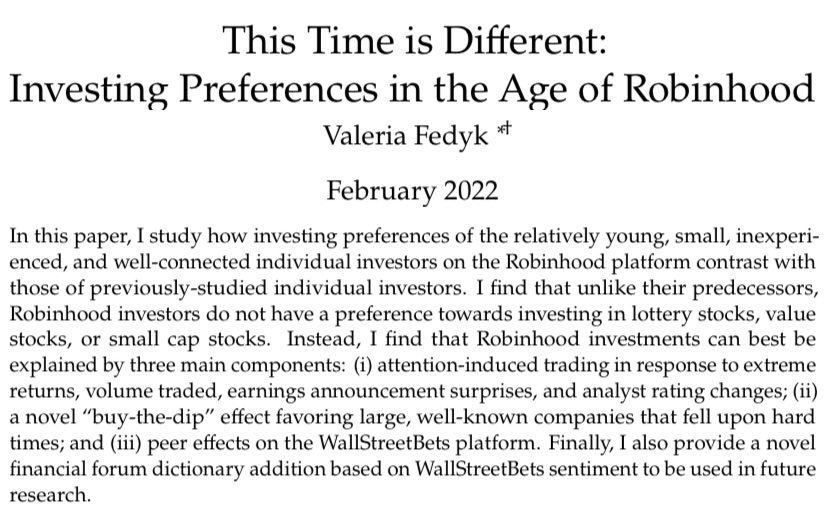 This Time is Different:
Investing Preferences in the Age of Robinhood
Valeria Fedyk *†
February 2022
In this paper, I study how investing preferences of the relatively young, small, inexperi-
enced, and well-connected individual investors on the Robinhood platform contrast with
those of previously-studied individual investors. I find that unlike their predecessors,
Robinhood investors do not have a preference towards investing in lottery stocks, value
stocks, or small cap stocks. Instead, I find that Robinhood investments can best be
explained by three main components: (i) attention-induced trading in response to extreme
returns, volume traded, earnings announcement surprises, and analyst rating changes; (ii)
a novel “buy-the-dip” effect favoring large, well-known companies that fell upon hard
times; and (iii) peer effects on the WallStreetBets platform. Finally, I also provide a novel
financial forum dictionary addition based on WallStreetBets sentiment to be used in future
research.